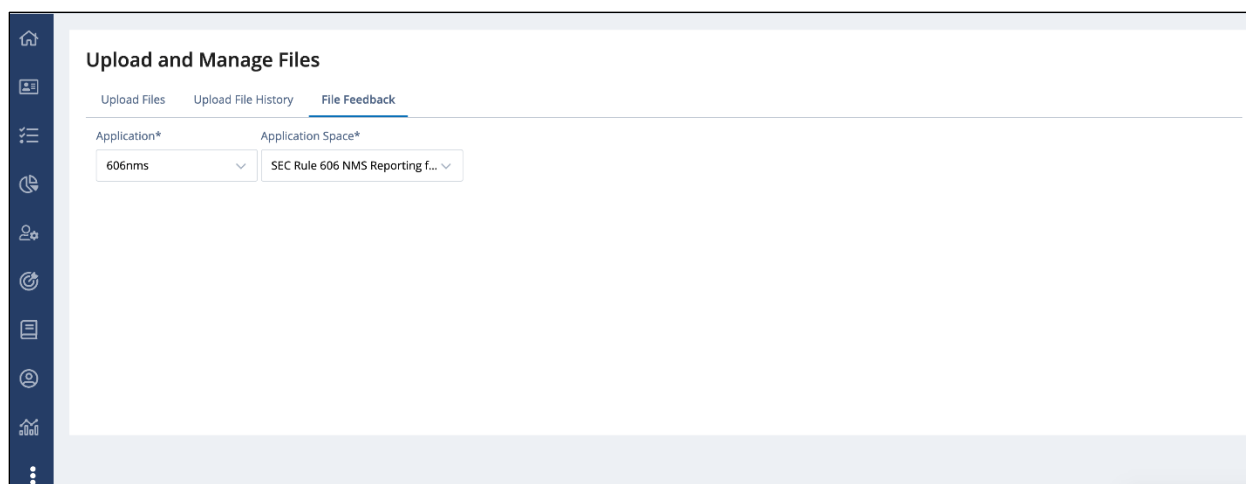 Upload and Manage Files
Upload Files Upload File History File Feedback
Application* Application Space*
606nms SEC Rule 606 NMS Reporting f...